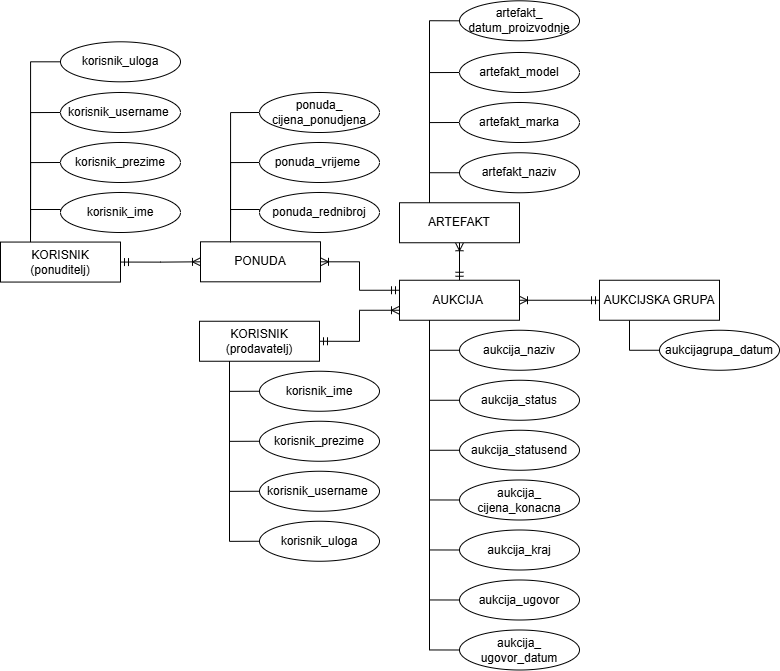 artefakt_
datum_proizvodnje
artefakt_model
artefakt_marka
artefakt_naziv
ARTEFAKT
korisnik_uloga
korisnik_username
korisnik_prezime
korisnik_ime
KORISNIK
(ponuditelj)
ponuda_
cijena_ponudjena
ponuda_vrijeme
ponuda_rednibroj
PONUDA
AUKCIJA
AUKCIJSKA GRUPA
aukcijagrupa_datum
KORISNIK
(prodavatelj)
korisnik_ime
korisnik_prezime
korisnik_username
korisnik_uloga
aukcija_naziv
aukcija_status
aukcija_statusend
aukcija_
cijena_konacna
aukcija_kraj
aukcija_ugovor
aukcija_
ugovor_datum